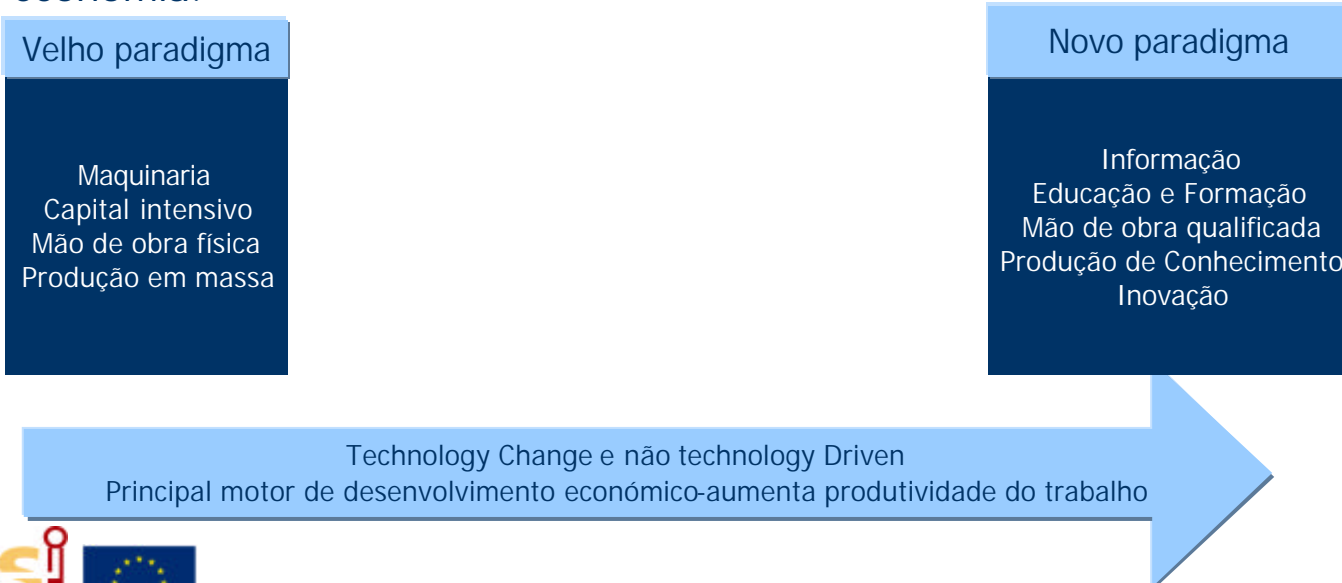 Velho paradigma
Maquinaria
Capital intensivo
Mão de obra física
Produção em massa
Novo paradigma
Informação
Educação e Formação
Mão de obra qualificada
Produção de Conhecimento
Inovação
Technology Change e não technology Driven
Principal motor de desenvolvimento económico-aumenta produtividade do trabalho